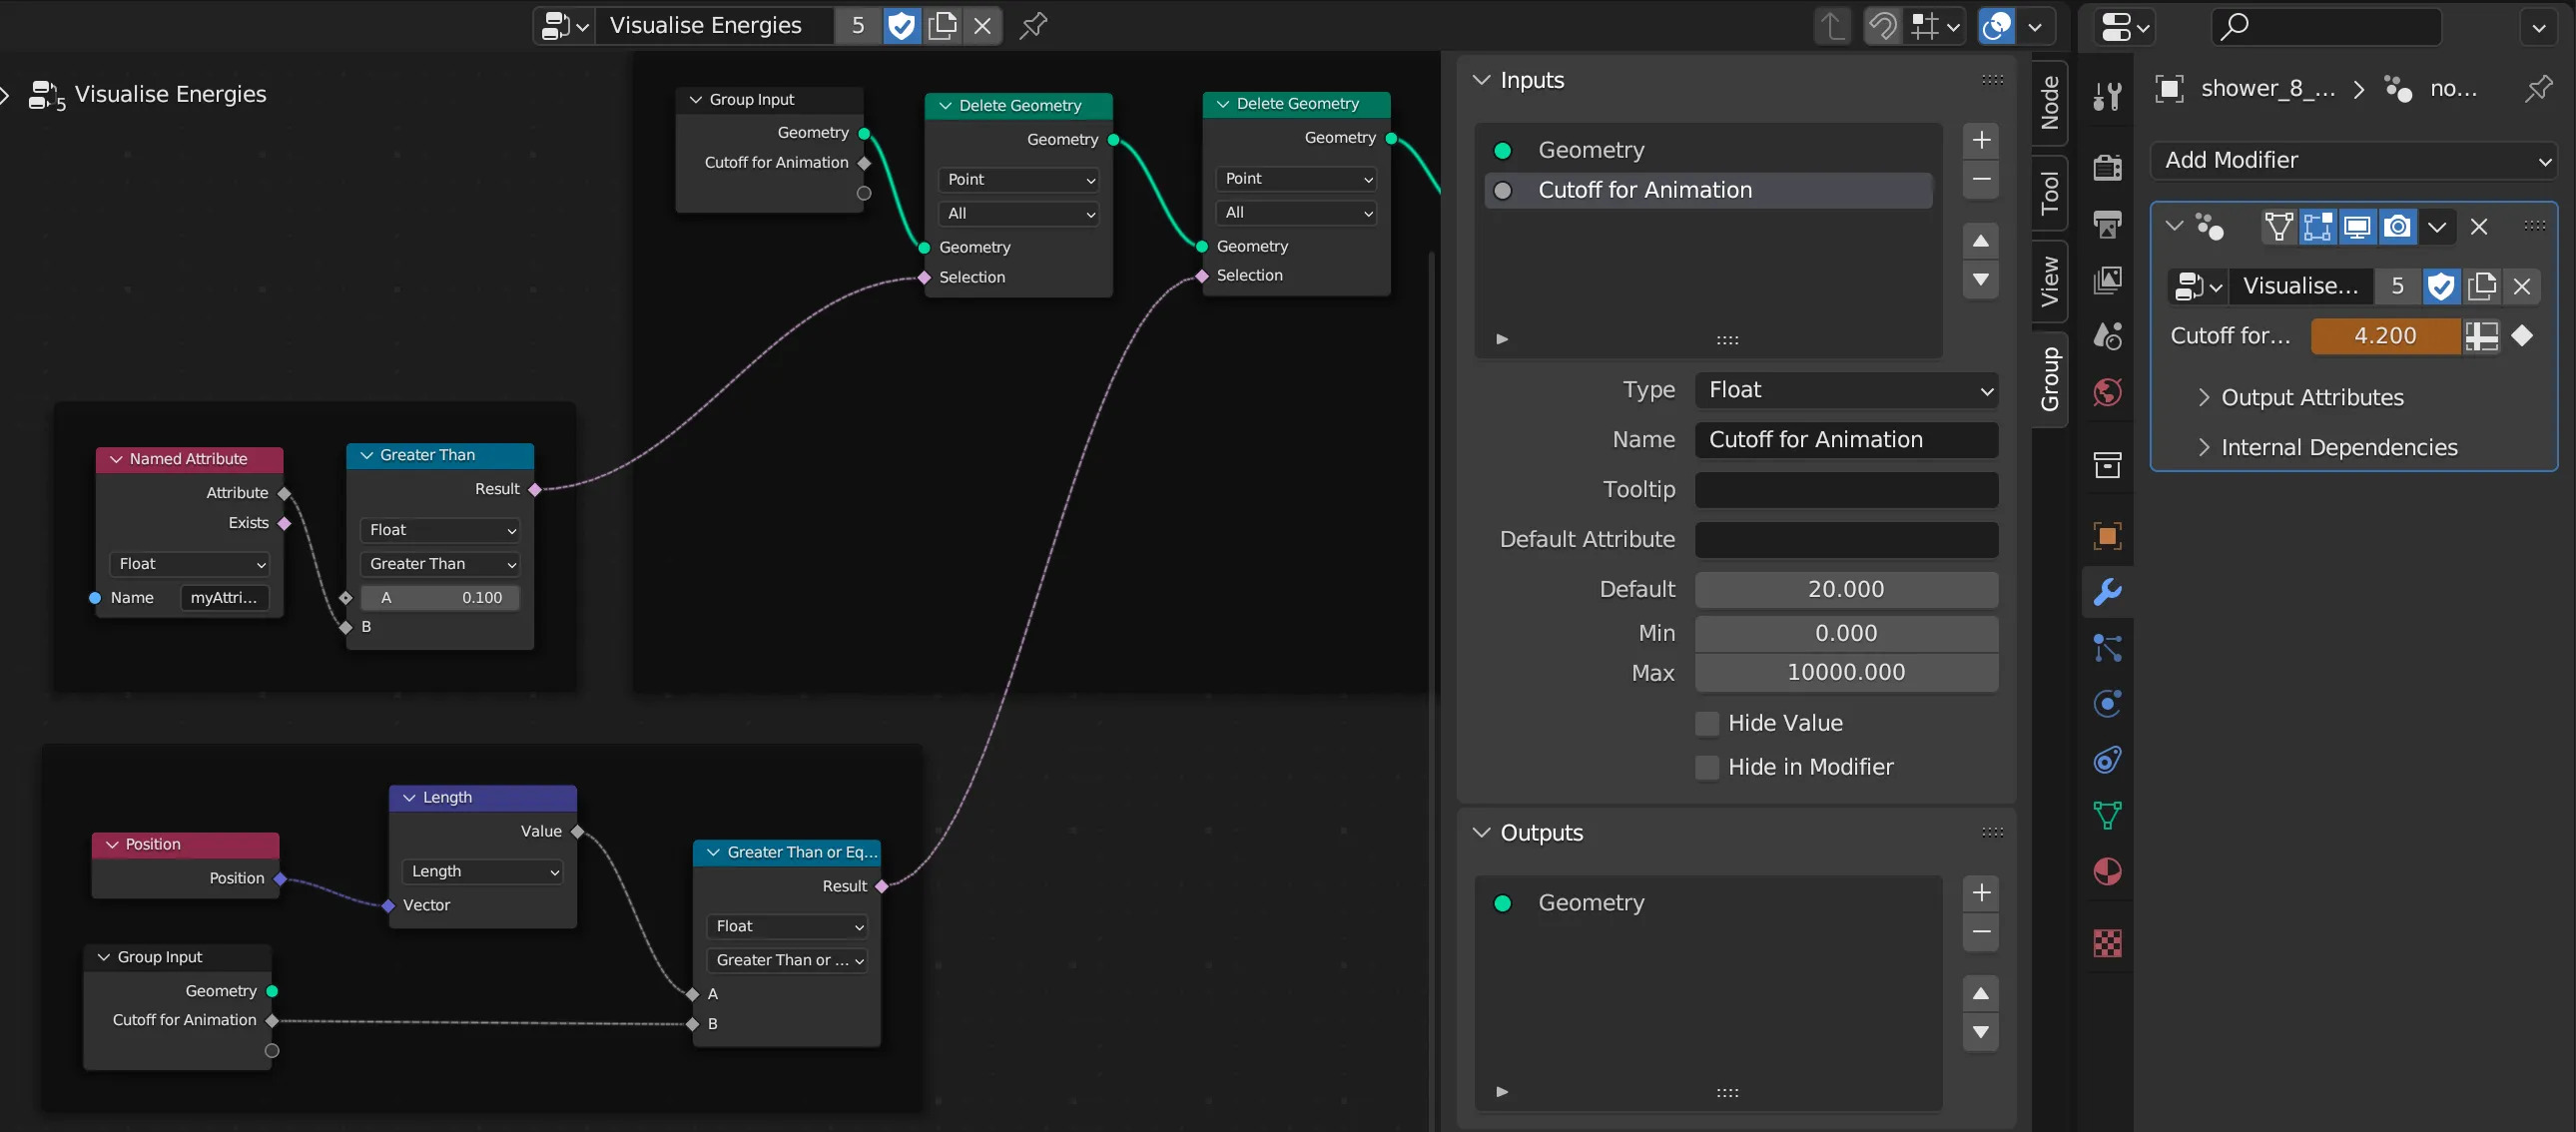 Visualise Energies
5
5
Visualise Energies
Group Input
Geometry
Cutoff for Animation
Delete Geometry
Geometry
Point
All
Geometry
Selection
Delete Geometry
Geometry
Point
All
Geometry
Selection
Named Attribute
Attribute
Exists
Float
Name myAttri...
Greater Than
Result
Float
Greater Than
A 0.100
B
Position
Position
Length
Value
Length
Vector
Group Input
Geometry
Cutoff for Animation
Greater Than or Eq...
Result
Float
Greater Than or ...
A
B
Inputs
Geometry
Cutoff for Animation
Type Float
Name Cutoff for Animation
Tooltip
Default Attribute
Default 20.000
Min 0.000
Max 10000.000
Hide Value
Hide in Modifier
Outputs
Geometry
Node
Tool
View
Group
shower_8_... no...
Add Modifier
Visualise... 5
Cutoff for... 4.200
Output Attributes
Internal Dependencies